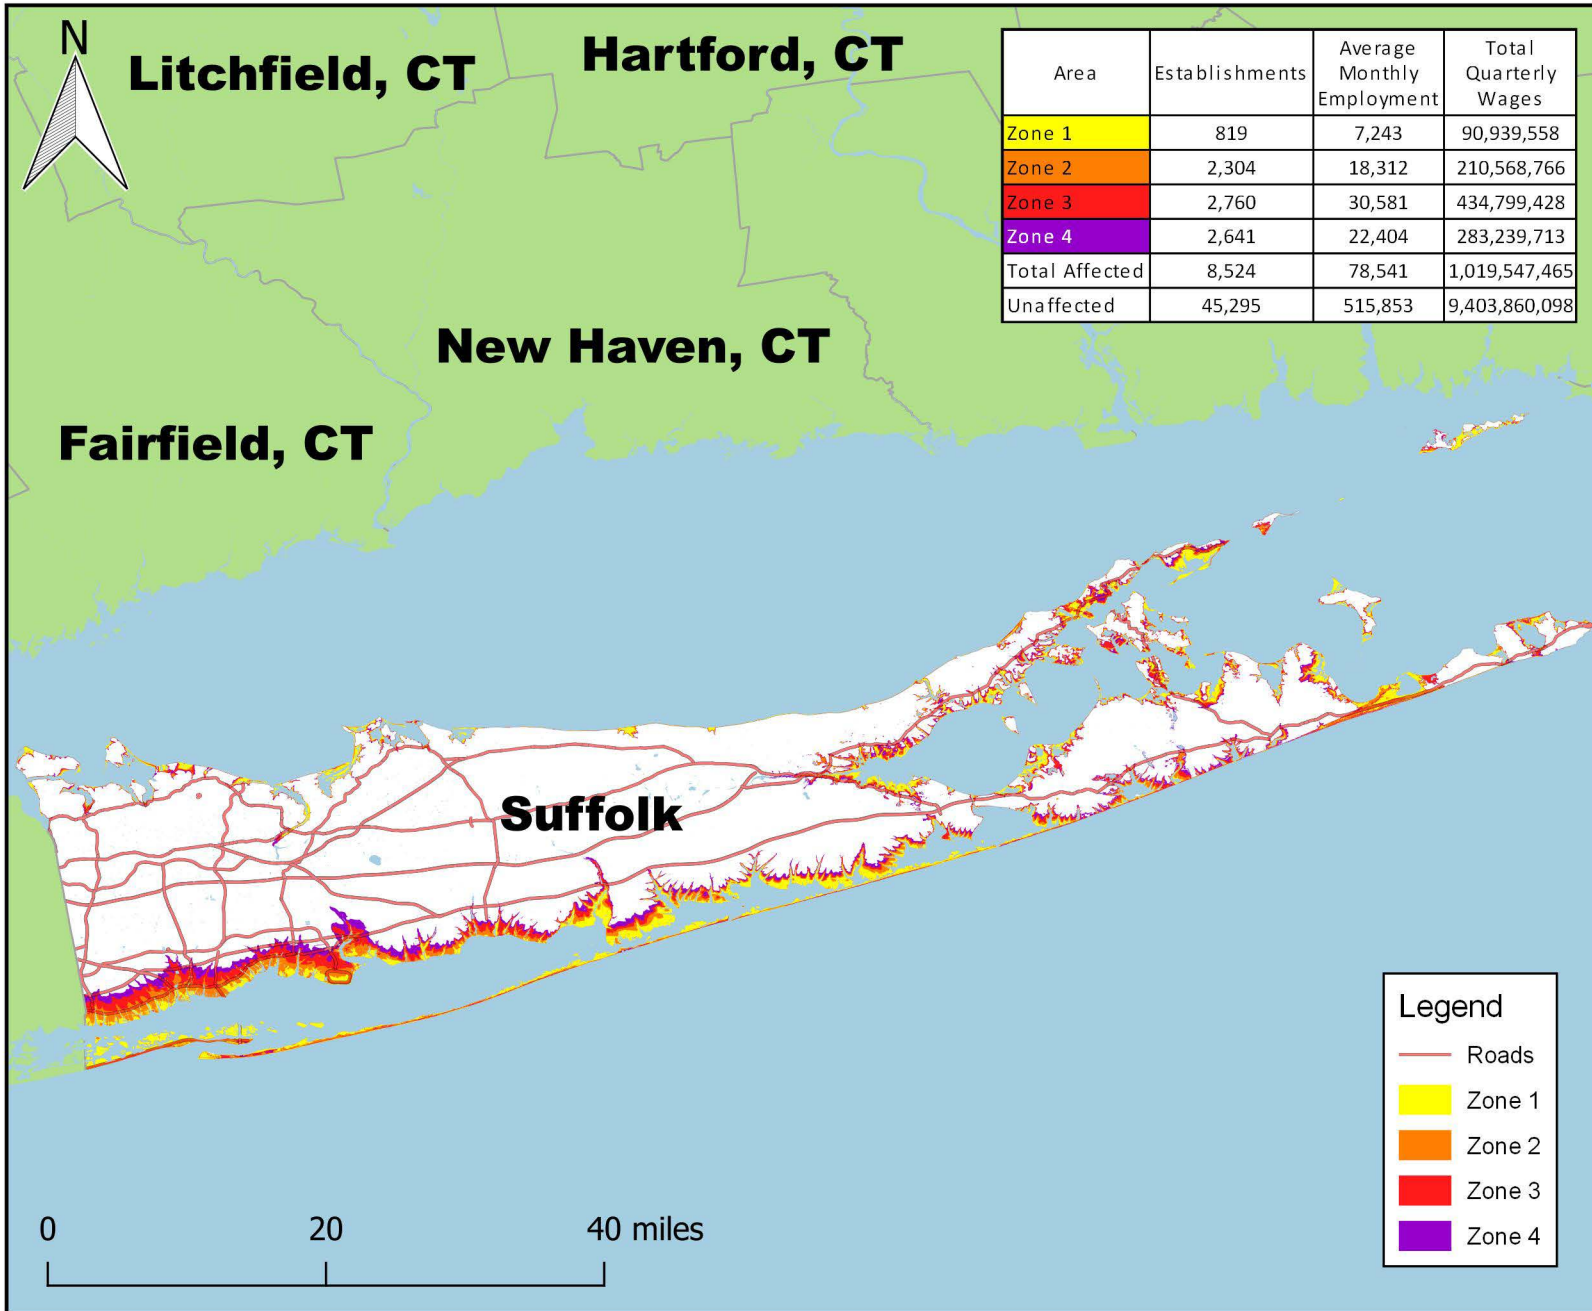 N
Litchfield, CT
Hartford, CT
Area Establishments Average Monthly Employment Total Quarterly Wages
Zone 1 819 7,243 90,939,558
Zone 2 2,304 18,312 210,568,766
Zone 3 2,760 30,581 434,799,428
Zone 4 2,641 22,404 283,239,713
Total Affected 8,524 78,541 1,019,547,465
Unaffected 45,295 515,853 9,403,860,098
New Haven, CT
Fairfield, CT
Suffolk
Legend
Roads
Zone 1
Zone 2
Zone 3
Zone 4
0 20 40 miles